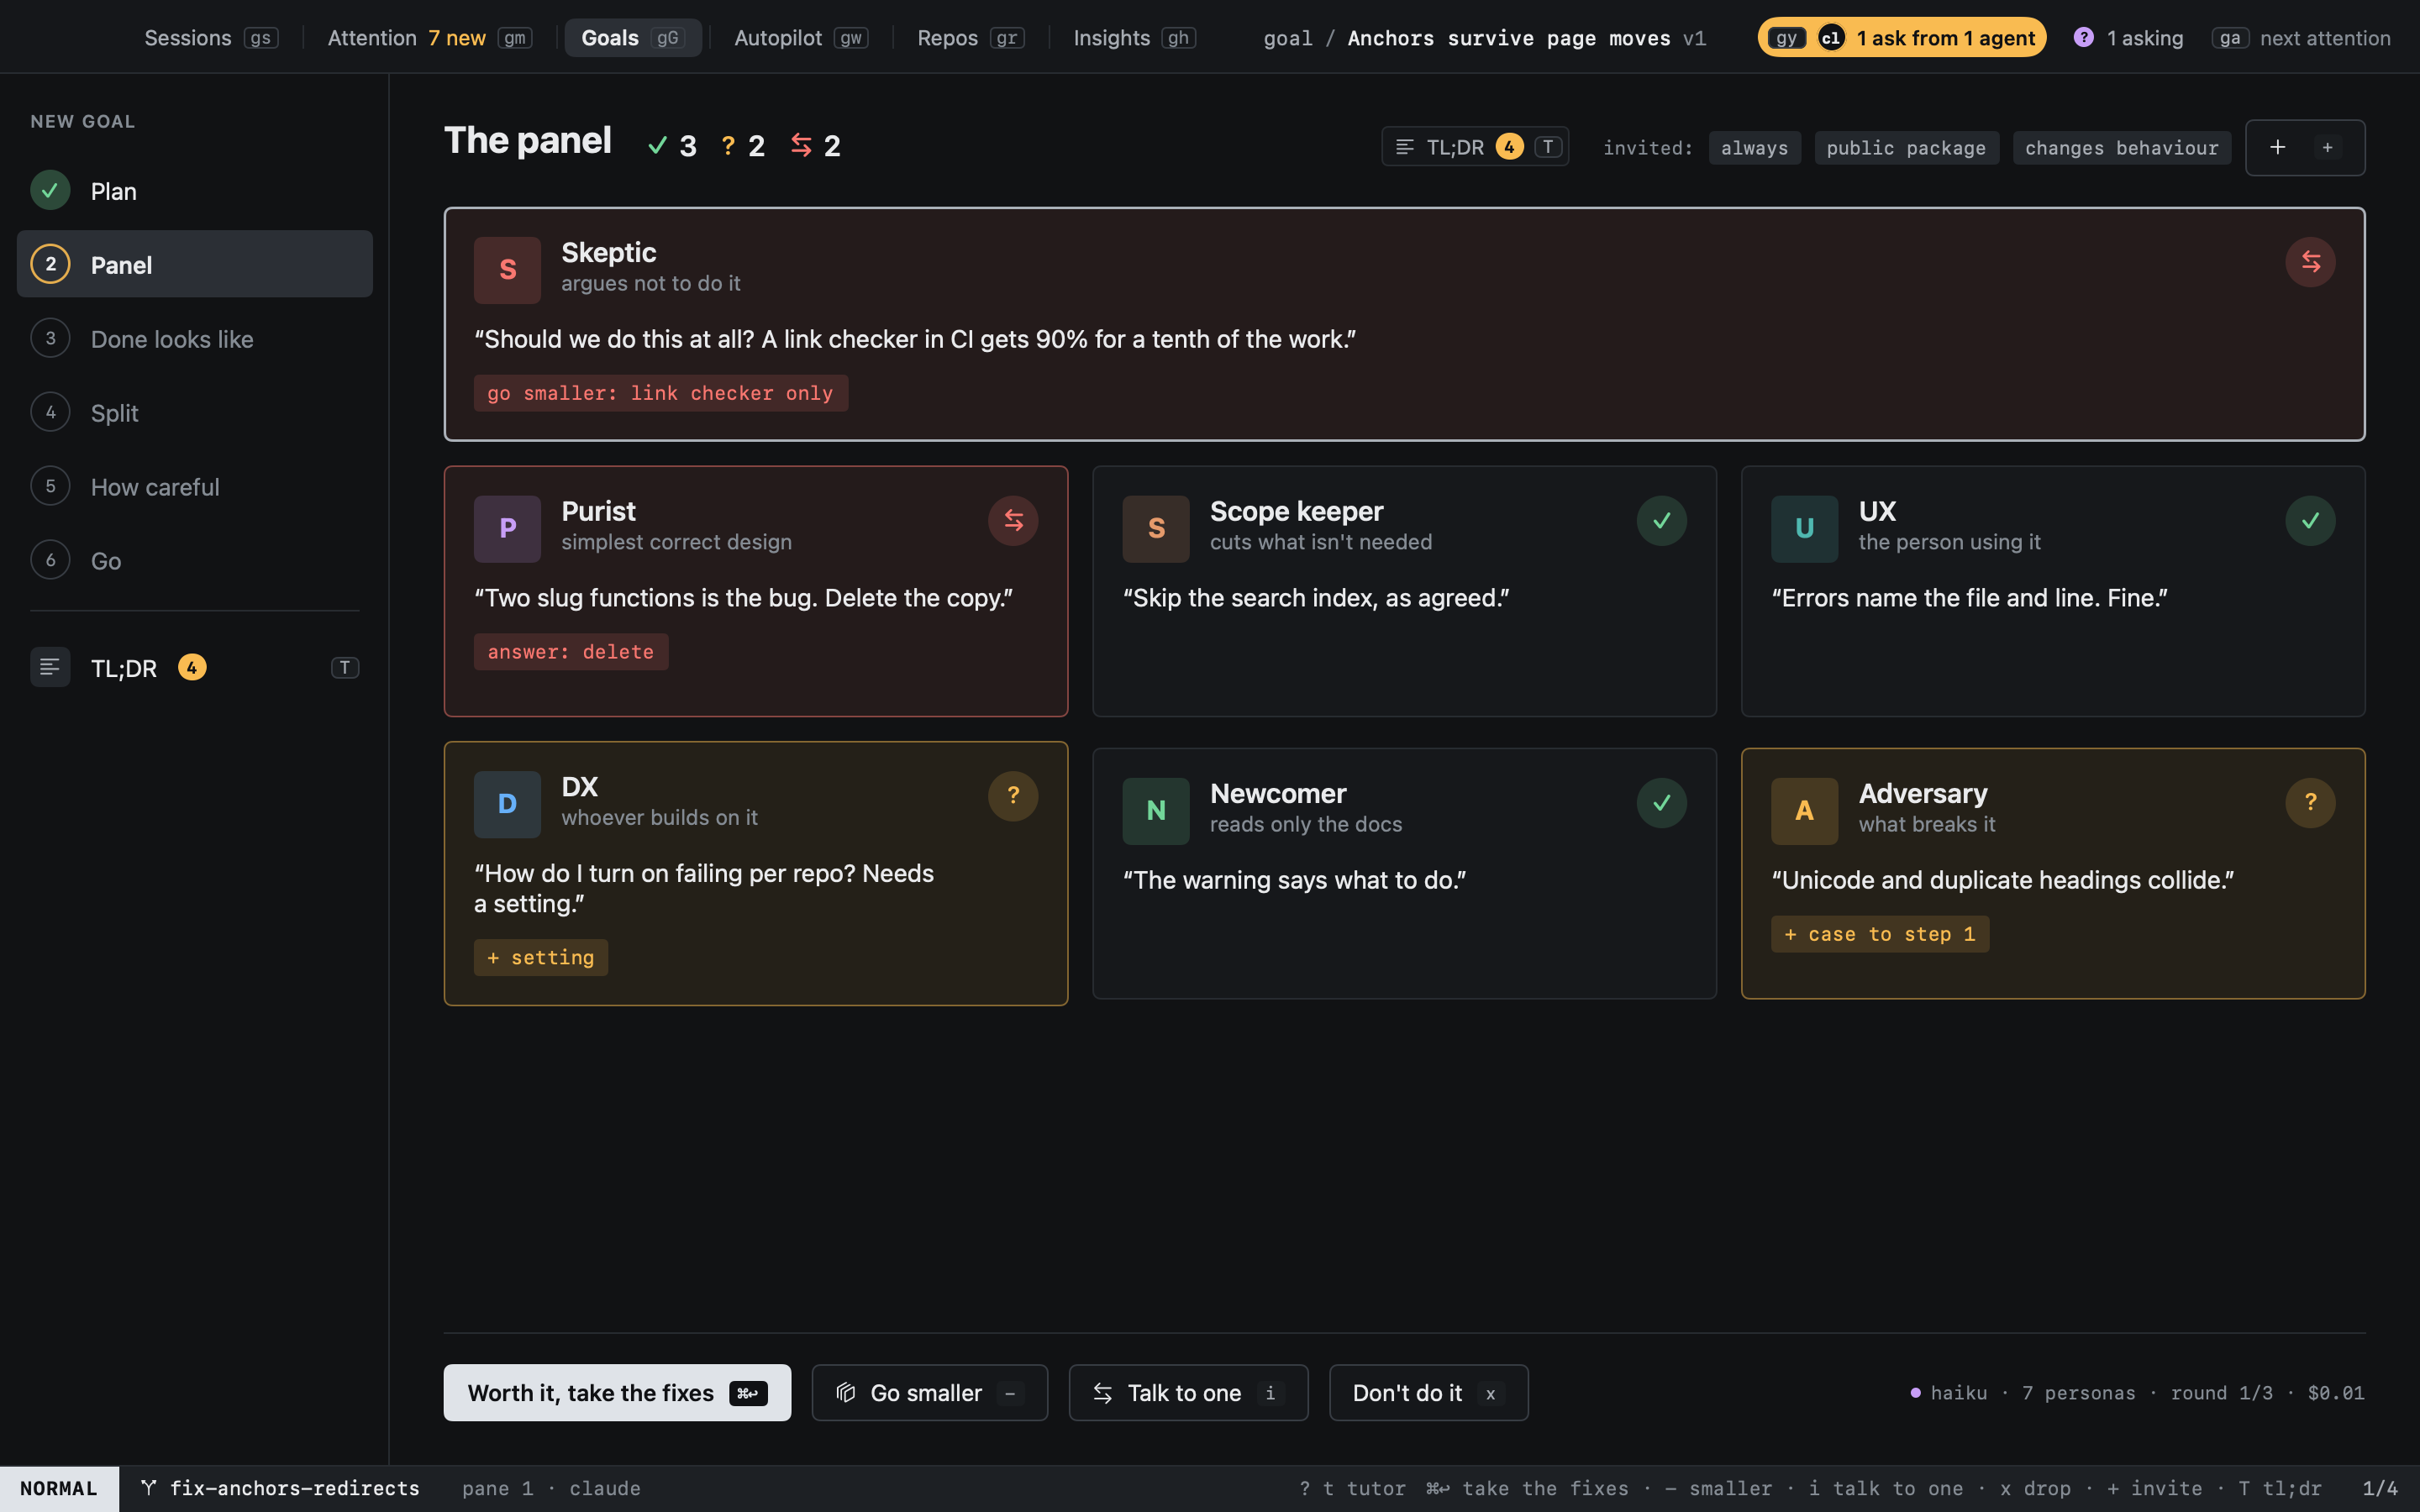 Sessions gs Attention 7 new gm Goals gG Autopilot gw Repos gr Insights gh goal / Anchors survive page moves v1 gy cl 1 ask from 1 agent ? 1 asking ga next attention
NEW GOAL
Plan
2 Panel
3 Done looks like
4 Split
5 How careful
6 Go
TL;DR 4 T
The panel 3 ? 2 2 TL;DR 4 T invited: always public package changes behaviour + +
S Skeptic
argues not to do it
“Should we do this at all? A link checker in CI gets 90% for a tenth of the work.”
go smaller: link checker only
P Purist
simplest correct design
“Two slug functions is the bug. Delete the copy.”
answer: delete
S Scope keeper
cuts what isn't needed
“Skip the search index, as agreed.”
U UX
the person using it
“Errors name the file and line. Fine.”
D DX ?
whoever builds on it
“How do I turn on failing per repo? Needs
a setting.”
+ setting
N Newcomer
reads only the docs
“The warning says what to do.”
A Adversary ?
what breaks it
“Unicode and duplicate headings collide.”
+ case to step 1
Worth it, take the fixes ⌘↩ Go smaller – Talk to one i Don't do it x haiku · 7 personas · round 1/3 · $0.01
NORMAL fix-anchors-redirects pane 1 · claude ? t tutor ⌘↩ take the fixes · – smaller · i talk to one · x drop · + invite · T tl;dr 1/4